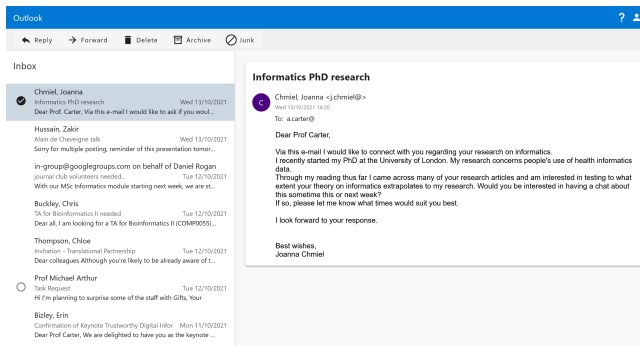 Outlook
?
Reply Forward Delete Archive Junk
Inbox
Chmiel, Joanna
Informatics PhD research Wed 13/10/2021
Dear Prof. Carter, Via this e-mail I would like to ask if you woul...
Hussain, Zakir
Alain de Cheveigne talk Wed 13/10/2021
Sorry for multiple posting, reminder of this presentation tomor...
in-group@googlegroups.com on behalf of Daniel Rogan
journal club volunteers needed... Tue 12/10/2021
With our MSc Informatics module starting next week, we are st...
Buckley, Chris
TA for Bioinformatics II needed Tue 12/10/2021
Dear all, I am looking for a TA for Bioinformatics II (COMP0055)...
Thompson, Chloe
Invitation - Translational Partnership Tue 12/10/2021
Dear colleagues Although you're likely to be already aware of t...
Prof Michael Arthur
Task Request Tue 12/10/2021
Hi I'm planning to surprise some of the staff with Gifts, Your
Bizley, Erin
Confirmation of Keynote Trustworthy Digital Infor Mon 11/10/2021
Dear Prof Carter, We are delighted to have you as the keynote ...
Informatics PhD research
C
Chmiel, Joanna <j.chmiel@>
Wed 13/10/2021 16:20
To: a.carter@
Dear Prof Carter,
Via this e-mail I would like to connect with you regarding your research on informatics.
I recently started my PhD at the University of London. My research concerns people's use of health informatics
data.
Through my reading thus far I came across many of your research articles and am interested in testing to what
extent your theory on informatics extrapolates to my research. Would you be interested in having a chat about
this sometime this or next week?
If so, please let me know what times would suit you best.
I look forward to your response.
Best wishes,
Joanna Chmiel